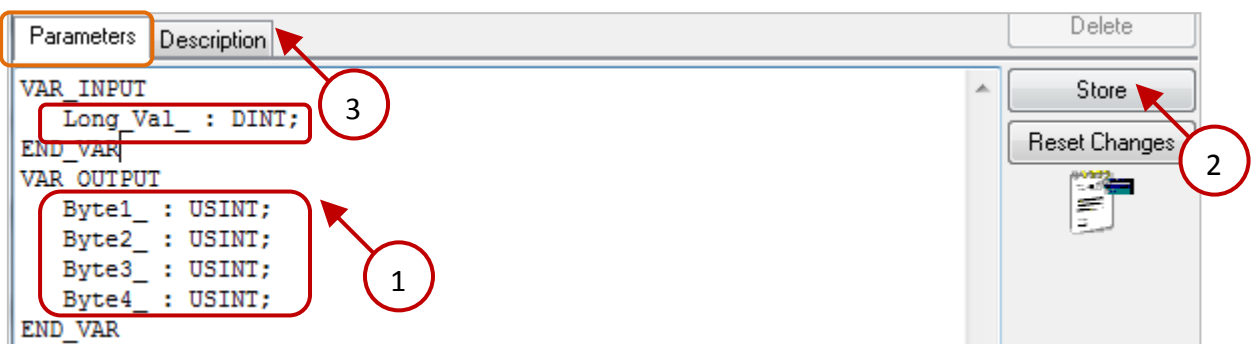 Parameters Description
Delete
VAR_INPUT
Long_Val_ : DINT;
END_VAR
VAR_OUTPUT
Byte1_ : USINT;
Byte2_ : USINT;
Byte3_ : USINT;
Byte4_ : USINT;
END_VAR
3
1
Store
Reset Changes
2